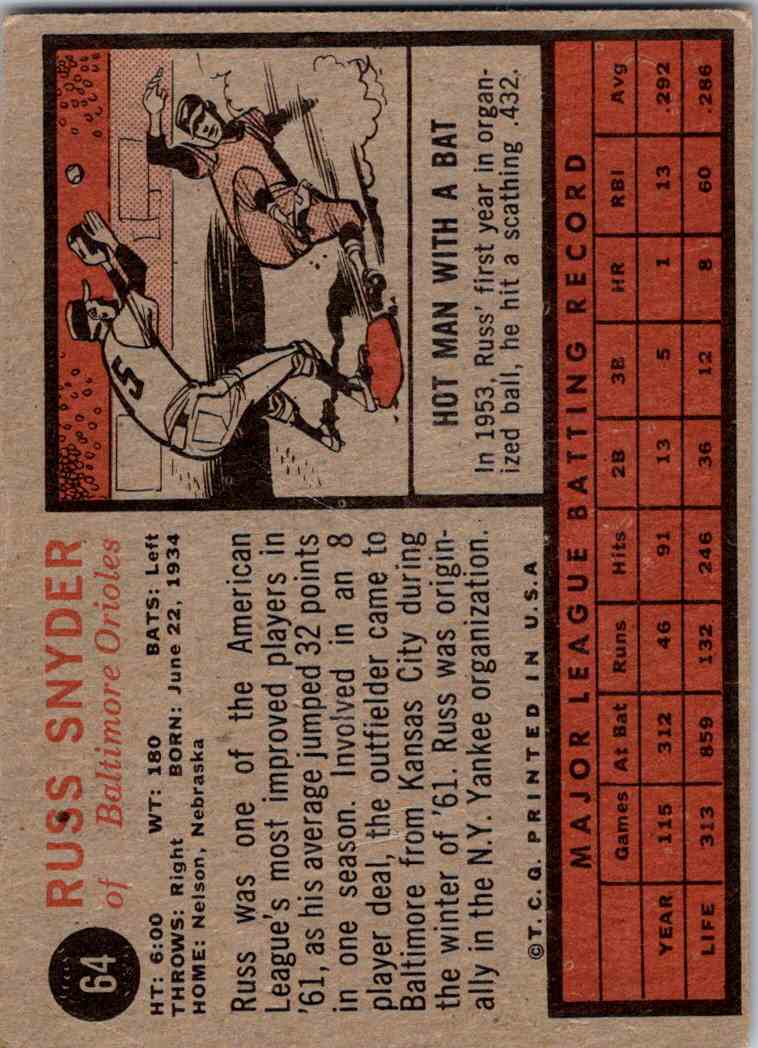 64
RUSS SNYDER
of Baltimore Orioles
HT: 6:00 WT: 180 BATS: Left
THROWS: Right BORN: June 22, 1934
HOME: Nelson, Nebraska
Russ was one of the American
League's most improved players in
'61, as his average jumped 32 points
in one season. Involved in an 8
player deal, the outfielder came to
Baltimore from Kansas City during
the winter of '61. Russ was origin-
ally in the N.Y. Yankee organization.
© T. C. G. PRINTED IN U.S.A
5
HOT MAN WITH A BAT
In 1953, Russ' first year in organ-
ized ball, he hit a scathing .432.
MAJOR LEAGUE BATTING RECORD
Games At Bat Runs Hits 2B 3B HR RBI Avg
YEAR 115 312 46 91 13 5 1 13 .292
LIFE 313 859 132 246 36 12 8 60 .286